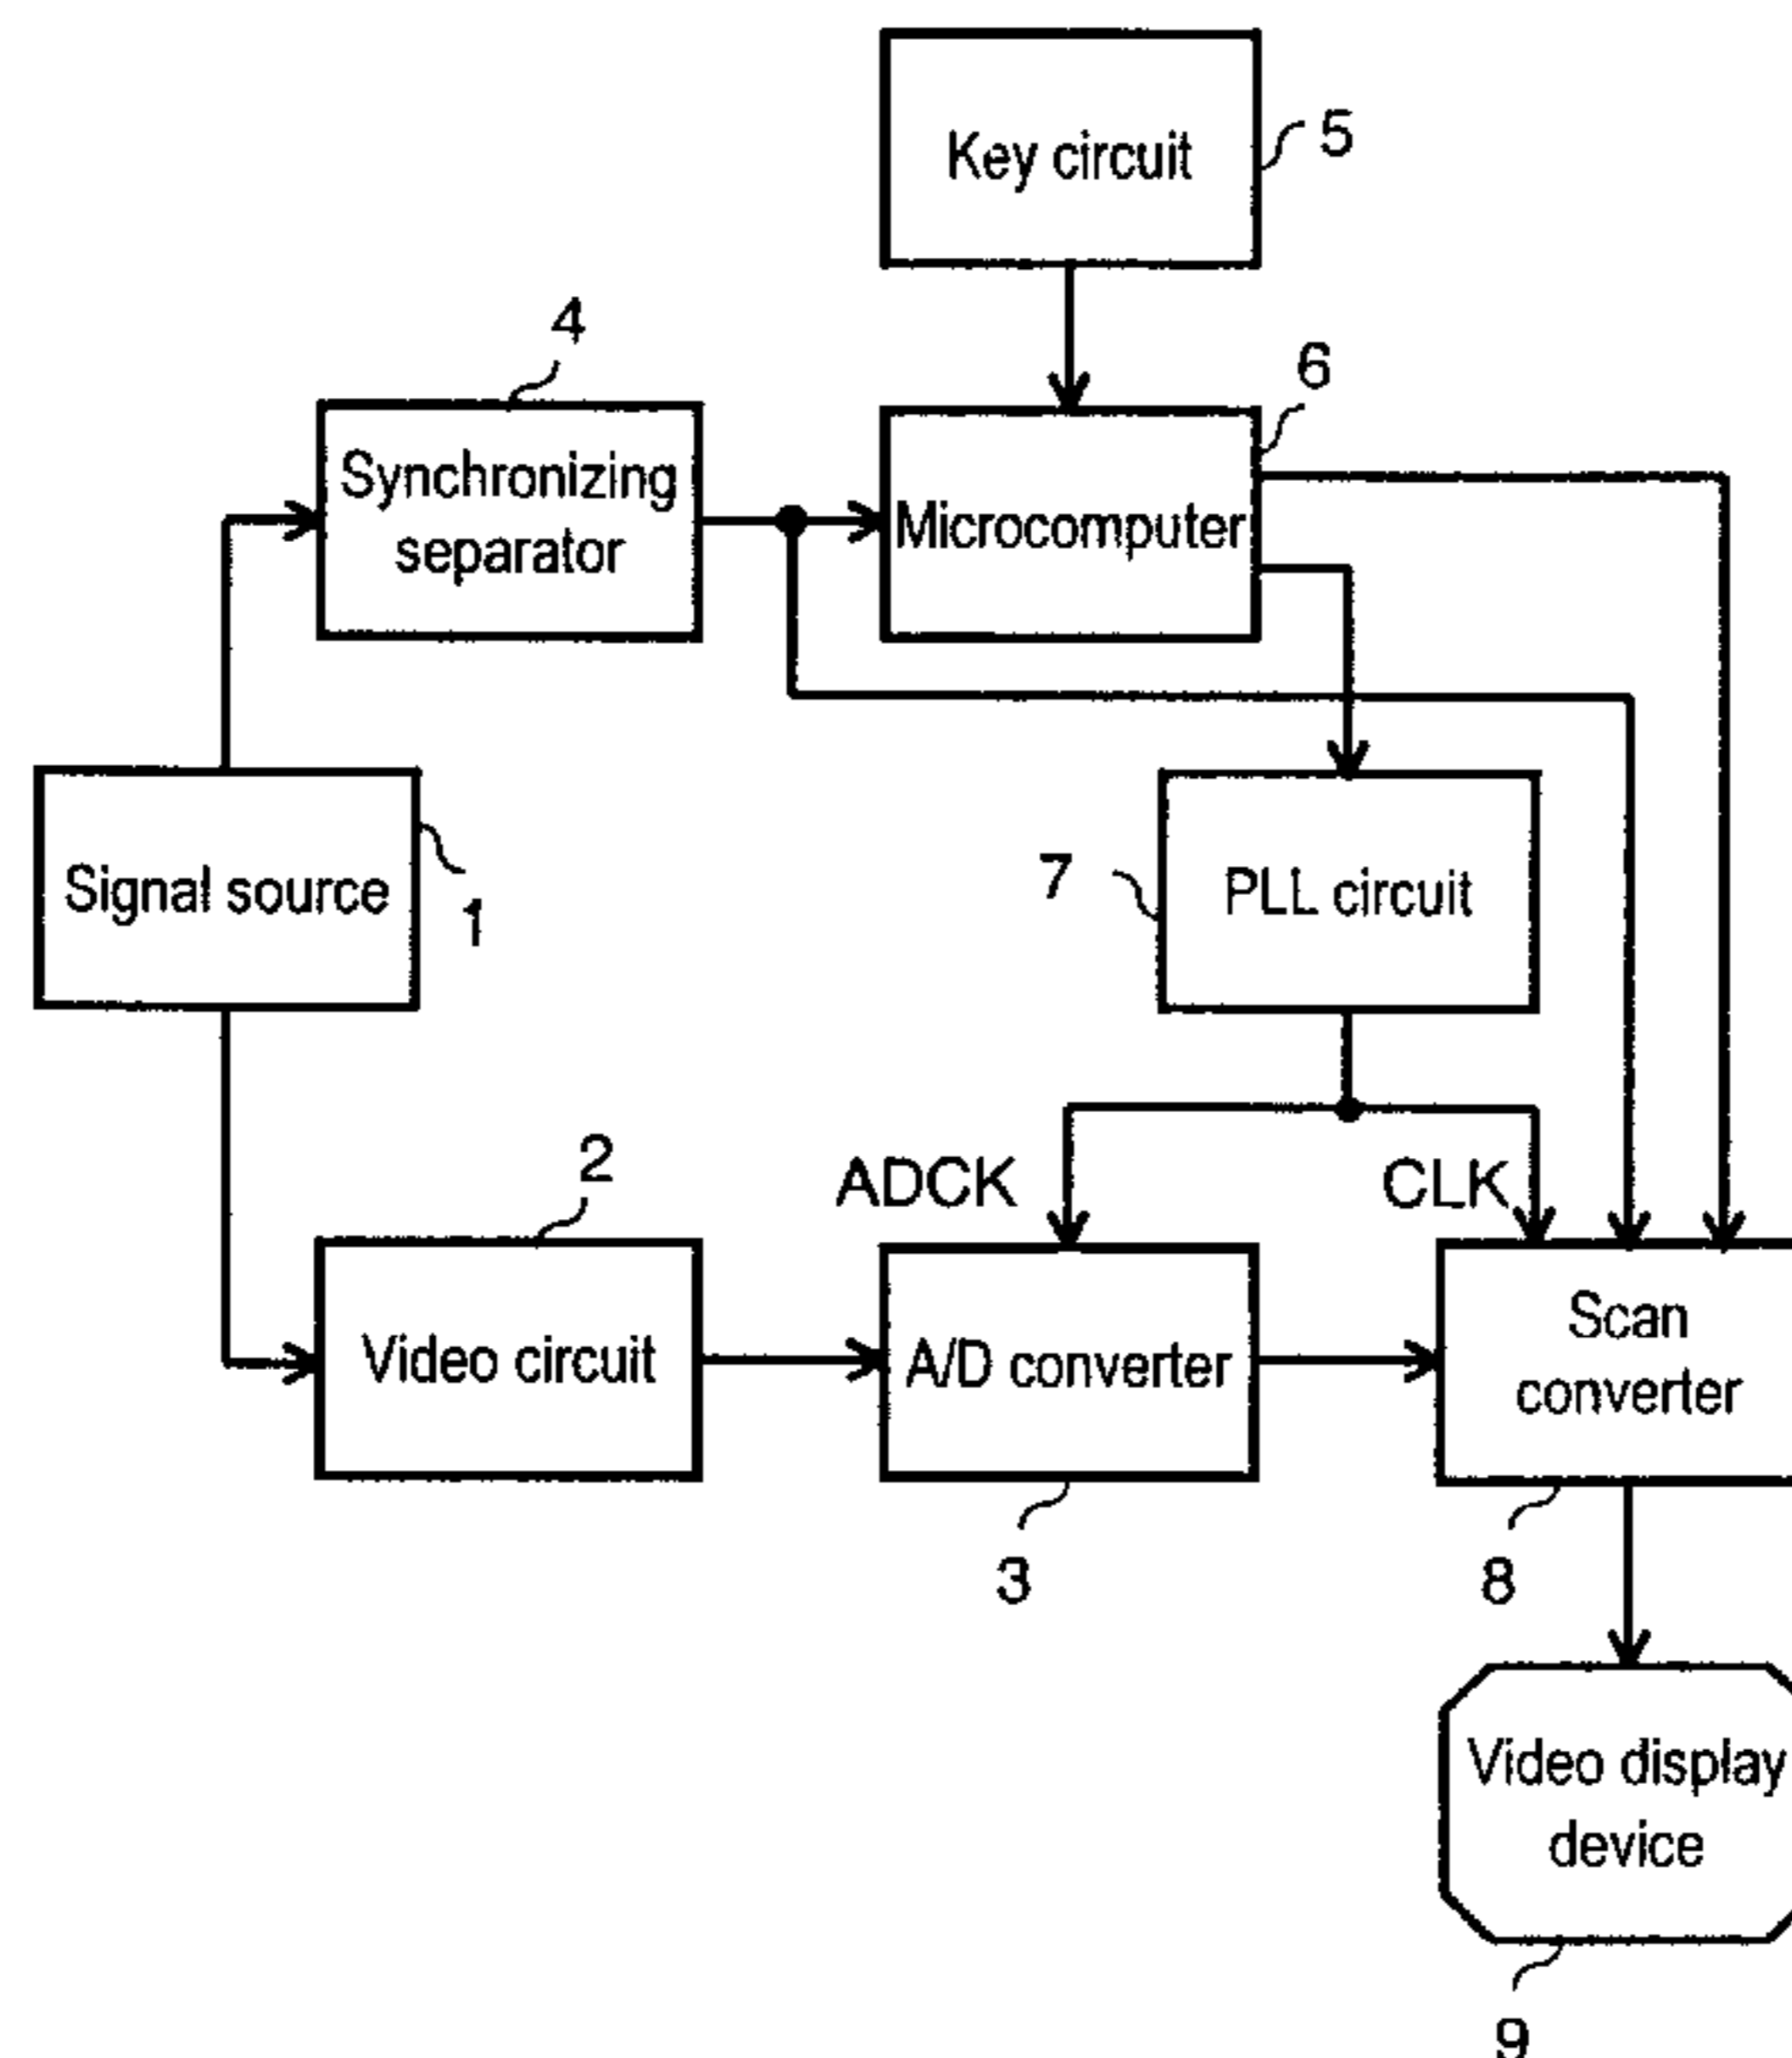 Key circuit
5
4
6
Synchronizing
separator
Microcomputer
Signal source
1
7
PLL circuit
2
ADCK
CLK
Video circuit
A/D converter
Scan
converter
3
8
Video display
device
9